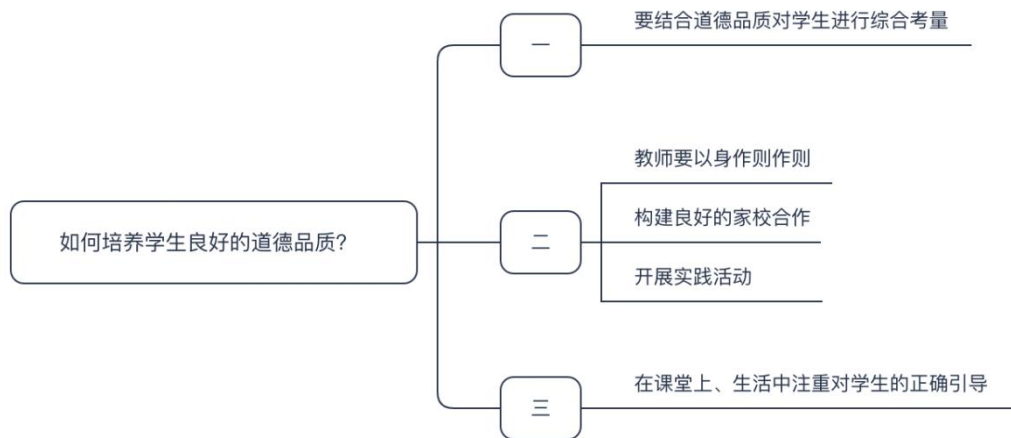 一
要结合道德品质对学生进行综合考量
如何培养学生良好的道德品质?
二
教师要以身作则作则
构建良好的家校合作
开展实践活动
三
在课堂上、生活中注重对学生的正确引导